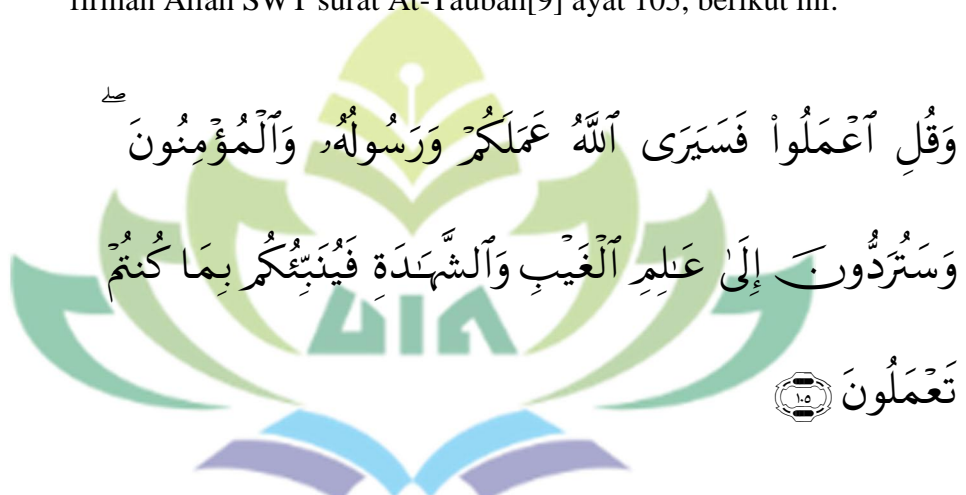 firman Allah SWT surat At-Taubah[9] ayat 105, berikut ini:
وَقُلِ ٱعْمَلُوا۟ فَسَيَرَى ٱللَّهُ عَمَلَكُمْ وَرَسُولُهُۥ وَٱلْمُؤْمِنُونَ ۖ
وَسَتُرَدُّونَ إِلَىٰ عَـٰلِمِ ٱلْغَيْبِ وَٱلشَّهَـٰدَةِ فَيُنَبِّئُكُم بِمَا كُنتُمْ
تَعْمَلُونَ ۝١٠٥